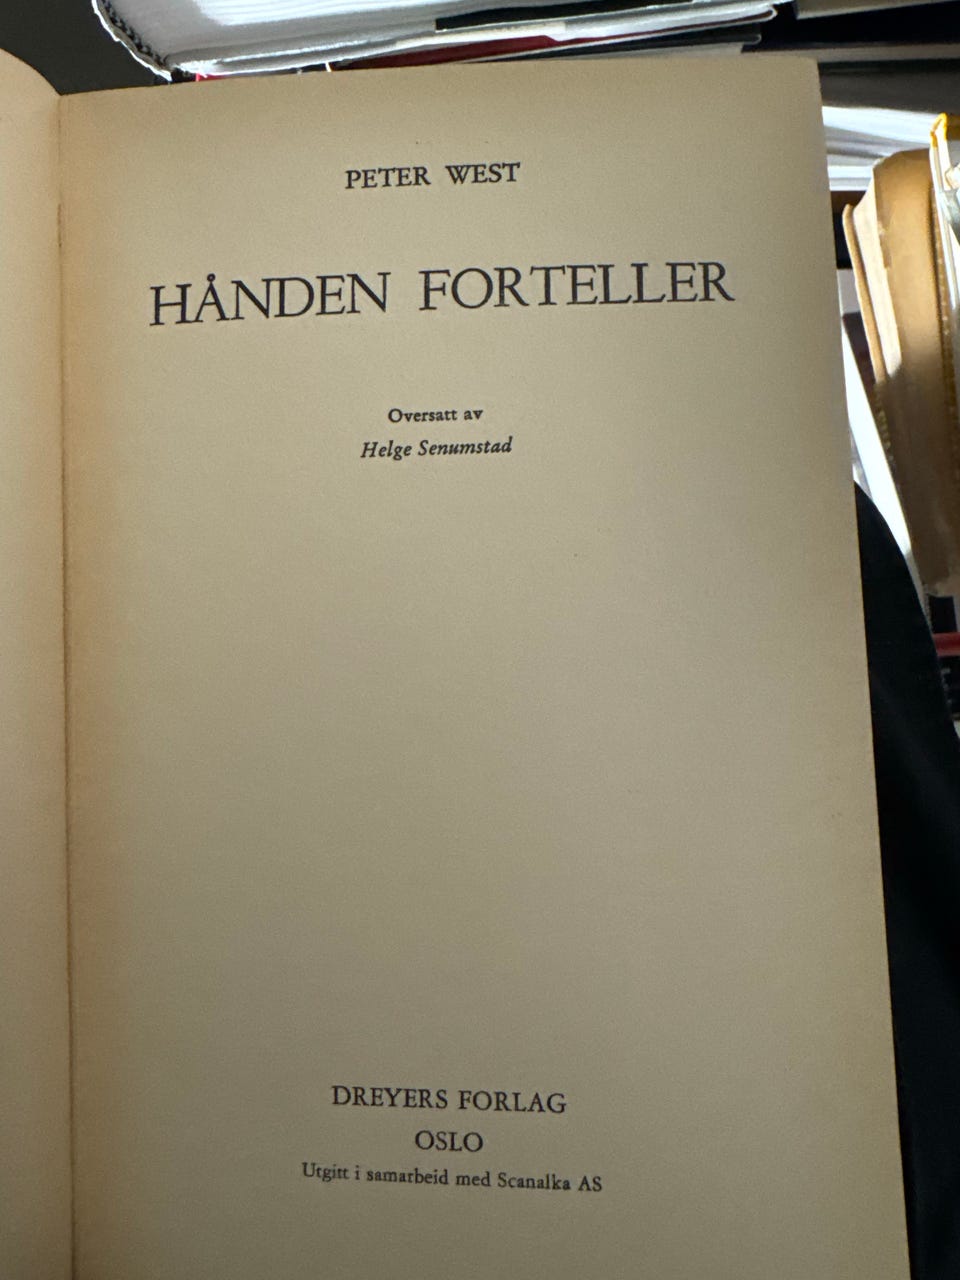 PETER WEST
HÅNDEN FORTELLER
Oversatt av
Helge Senumstad
DREYERS FORLAG
OSLO
Utgitt i samarbeid med Scanalka AS